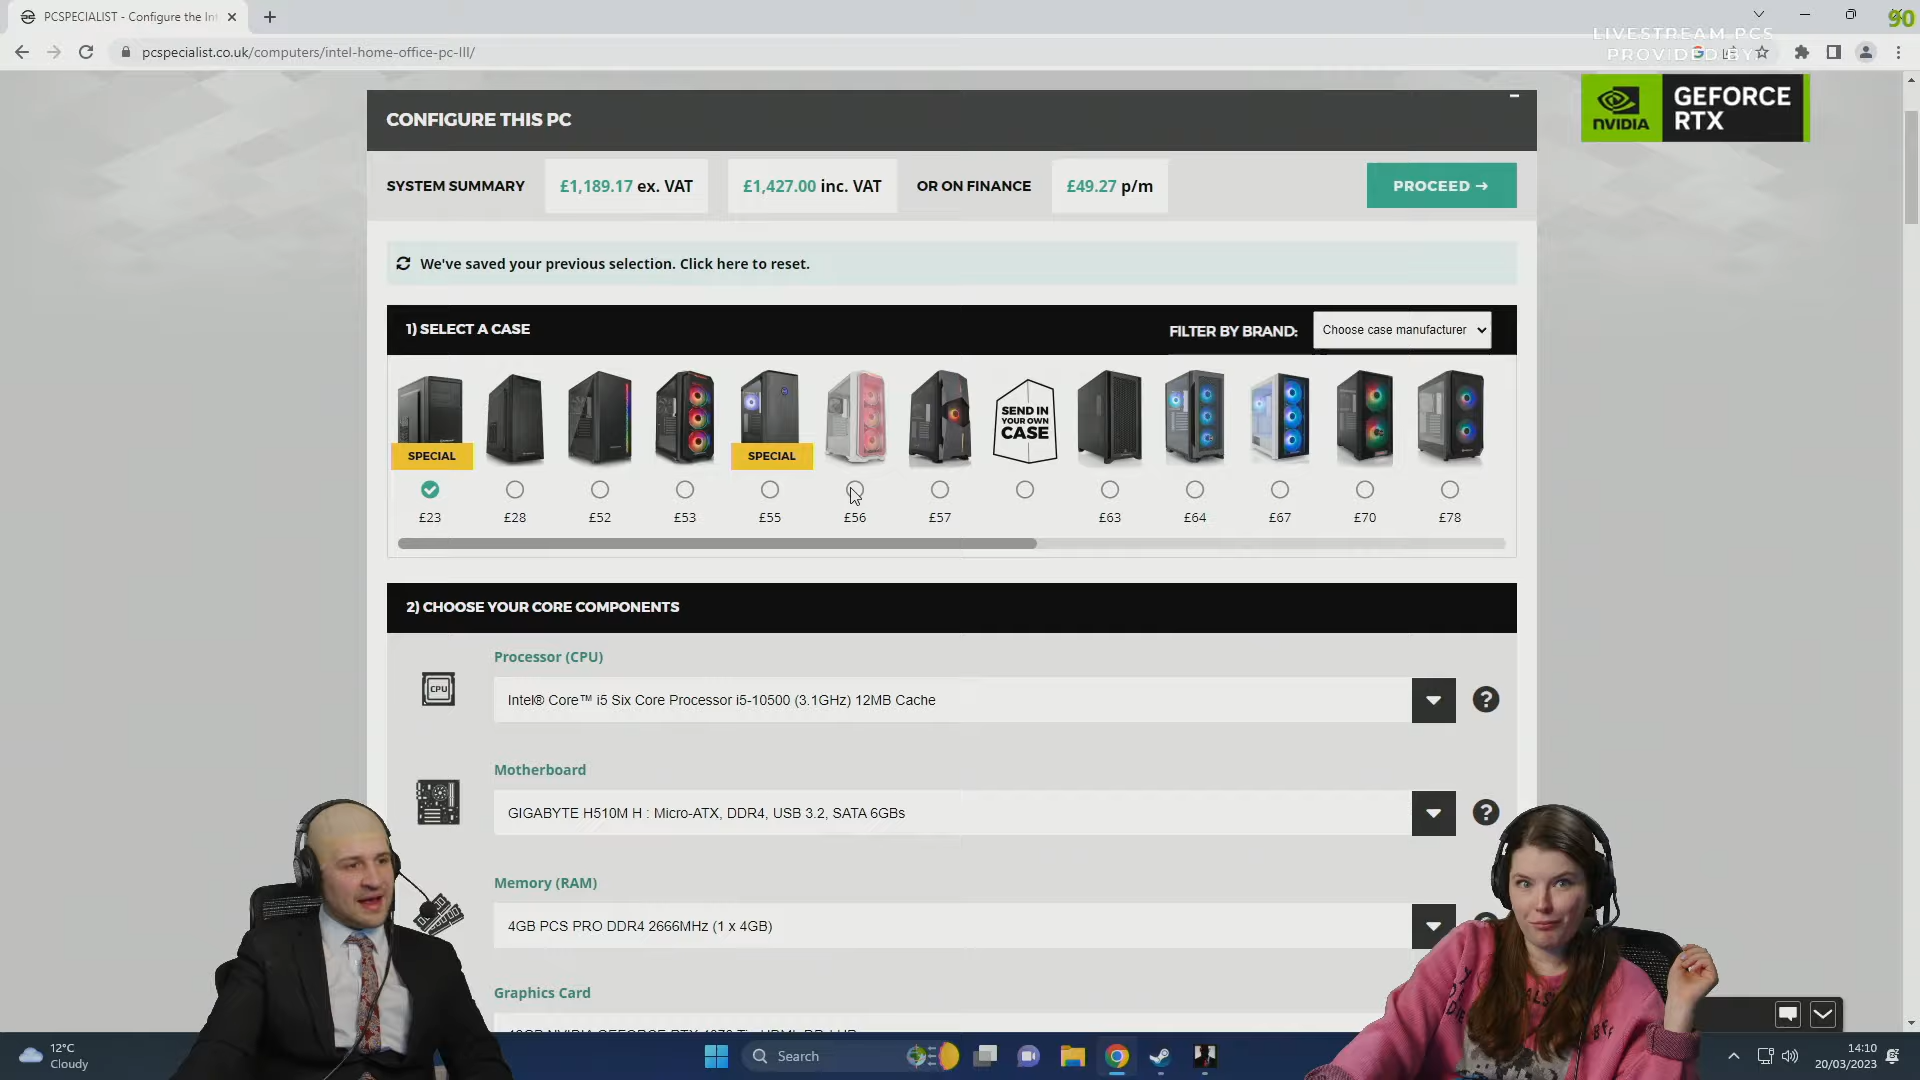 PCSPECIALIST - Configure the Int
90
pcspecialist.co.uk/computers/intel-home-office-pc-III/
LIVESTREAM PCS
PROVIDED BY
NVIDIA
GEFORCE
RTX
CONFIGURE THIS PC
SYSTEM SUMMARY £1,189.17 ex. VAT £1,427.00 inc. VAT OR ON FINANCE £49.27 p/m PROCEED →
We've saved your previous selection. Click here to reset.
1) SELECT A CASE FILTER BY BRAND: Choose case manufacturer
SEND IN
YOUR OWN
CASE
SPECIAL SPECIAL
£23 £28 £52 £53 £55 £56 £57 £63 £64 £67 £70 £78
2) CHOOSE YOUR CORE COMPONENTS
Processor (CPU)
CPU
Intel® Core™ i5 Six Core Processor i5-10500 (3.1GHz) 12MB Cache
?
Motherboard
GIGABYTE H510M H : Micro-ATX, DDR4, USB 3.2, SATA 6GBs
?
Memory (RAM)
4GB PCS PRO DDR4 2666MHz (1 x 4GB)
Graphics Card
12°C
Cloudy
Search
14:10
20/03/2023